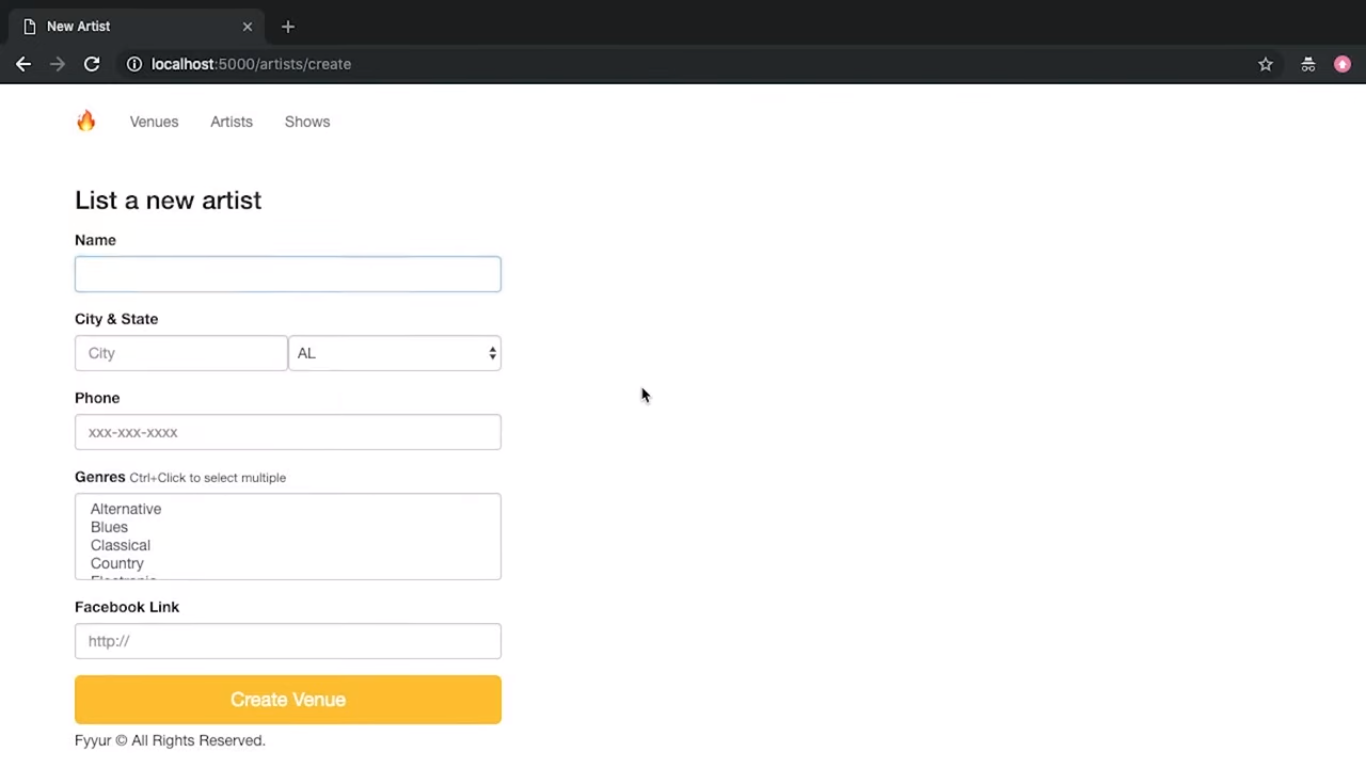 New Artist
localhost:5000/artists/create
Venues Artists Shows
List a new artist
Name
City & State
City AL
Phone
xxx-xxx-xxxx
Genres Ctrl+Click to select multiple
Alternative
Blues
Classical
Country
Electronic
Facebook Link
http://
Create Venue
Fyyur © All Rights Reserved.